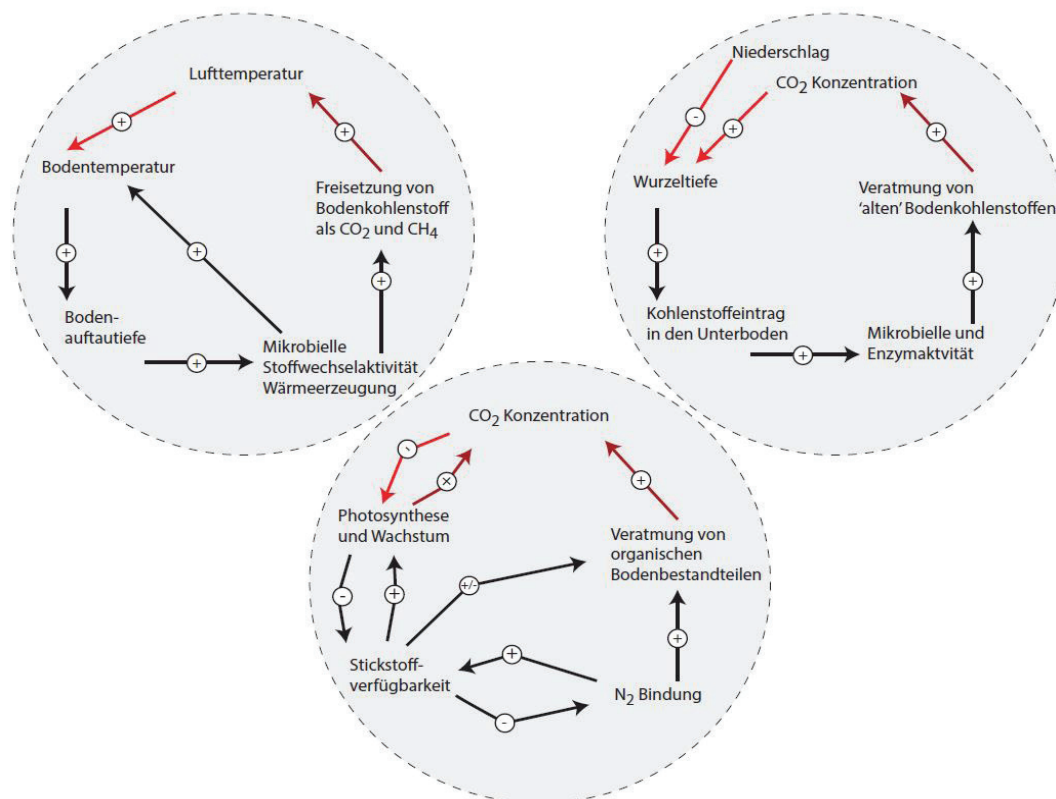 Lufttemperatur
+
+
Bodentemperatur
Freisetzung von
Bodenkohlenstoff
als CO2 und CH4
+
+
+
Boden-
auftautiefe
+
Mikrobielle
Stoffwechselaktivität
Wärmeerzeugung
Niederschlag
CO2 Konzentration
-
+
+
Wurzeltiefe
Veratmung von
‘alten’ Bodenkohlenstoffen
+
+
Kohlenstoffeintrag
in den Unterboden
+
Mikrobielle und
Enzymaktvität
CO2 Konzentration
-
×
+
Photosynthese
und Wachstum
Veratmung von
organischen
Bodenbestandteilen
-
+
+/-
+
Stickstoff-
verfügbarkeit
+
N2 Bindung
-